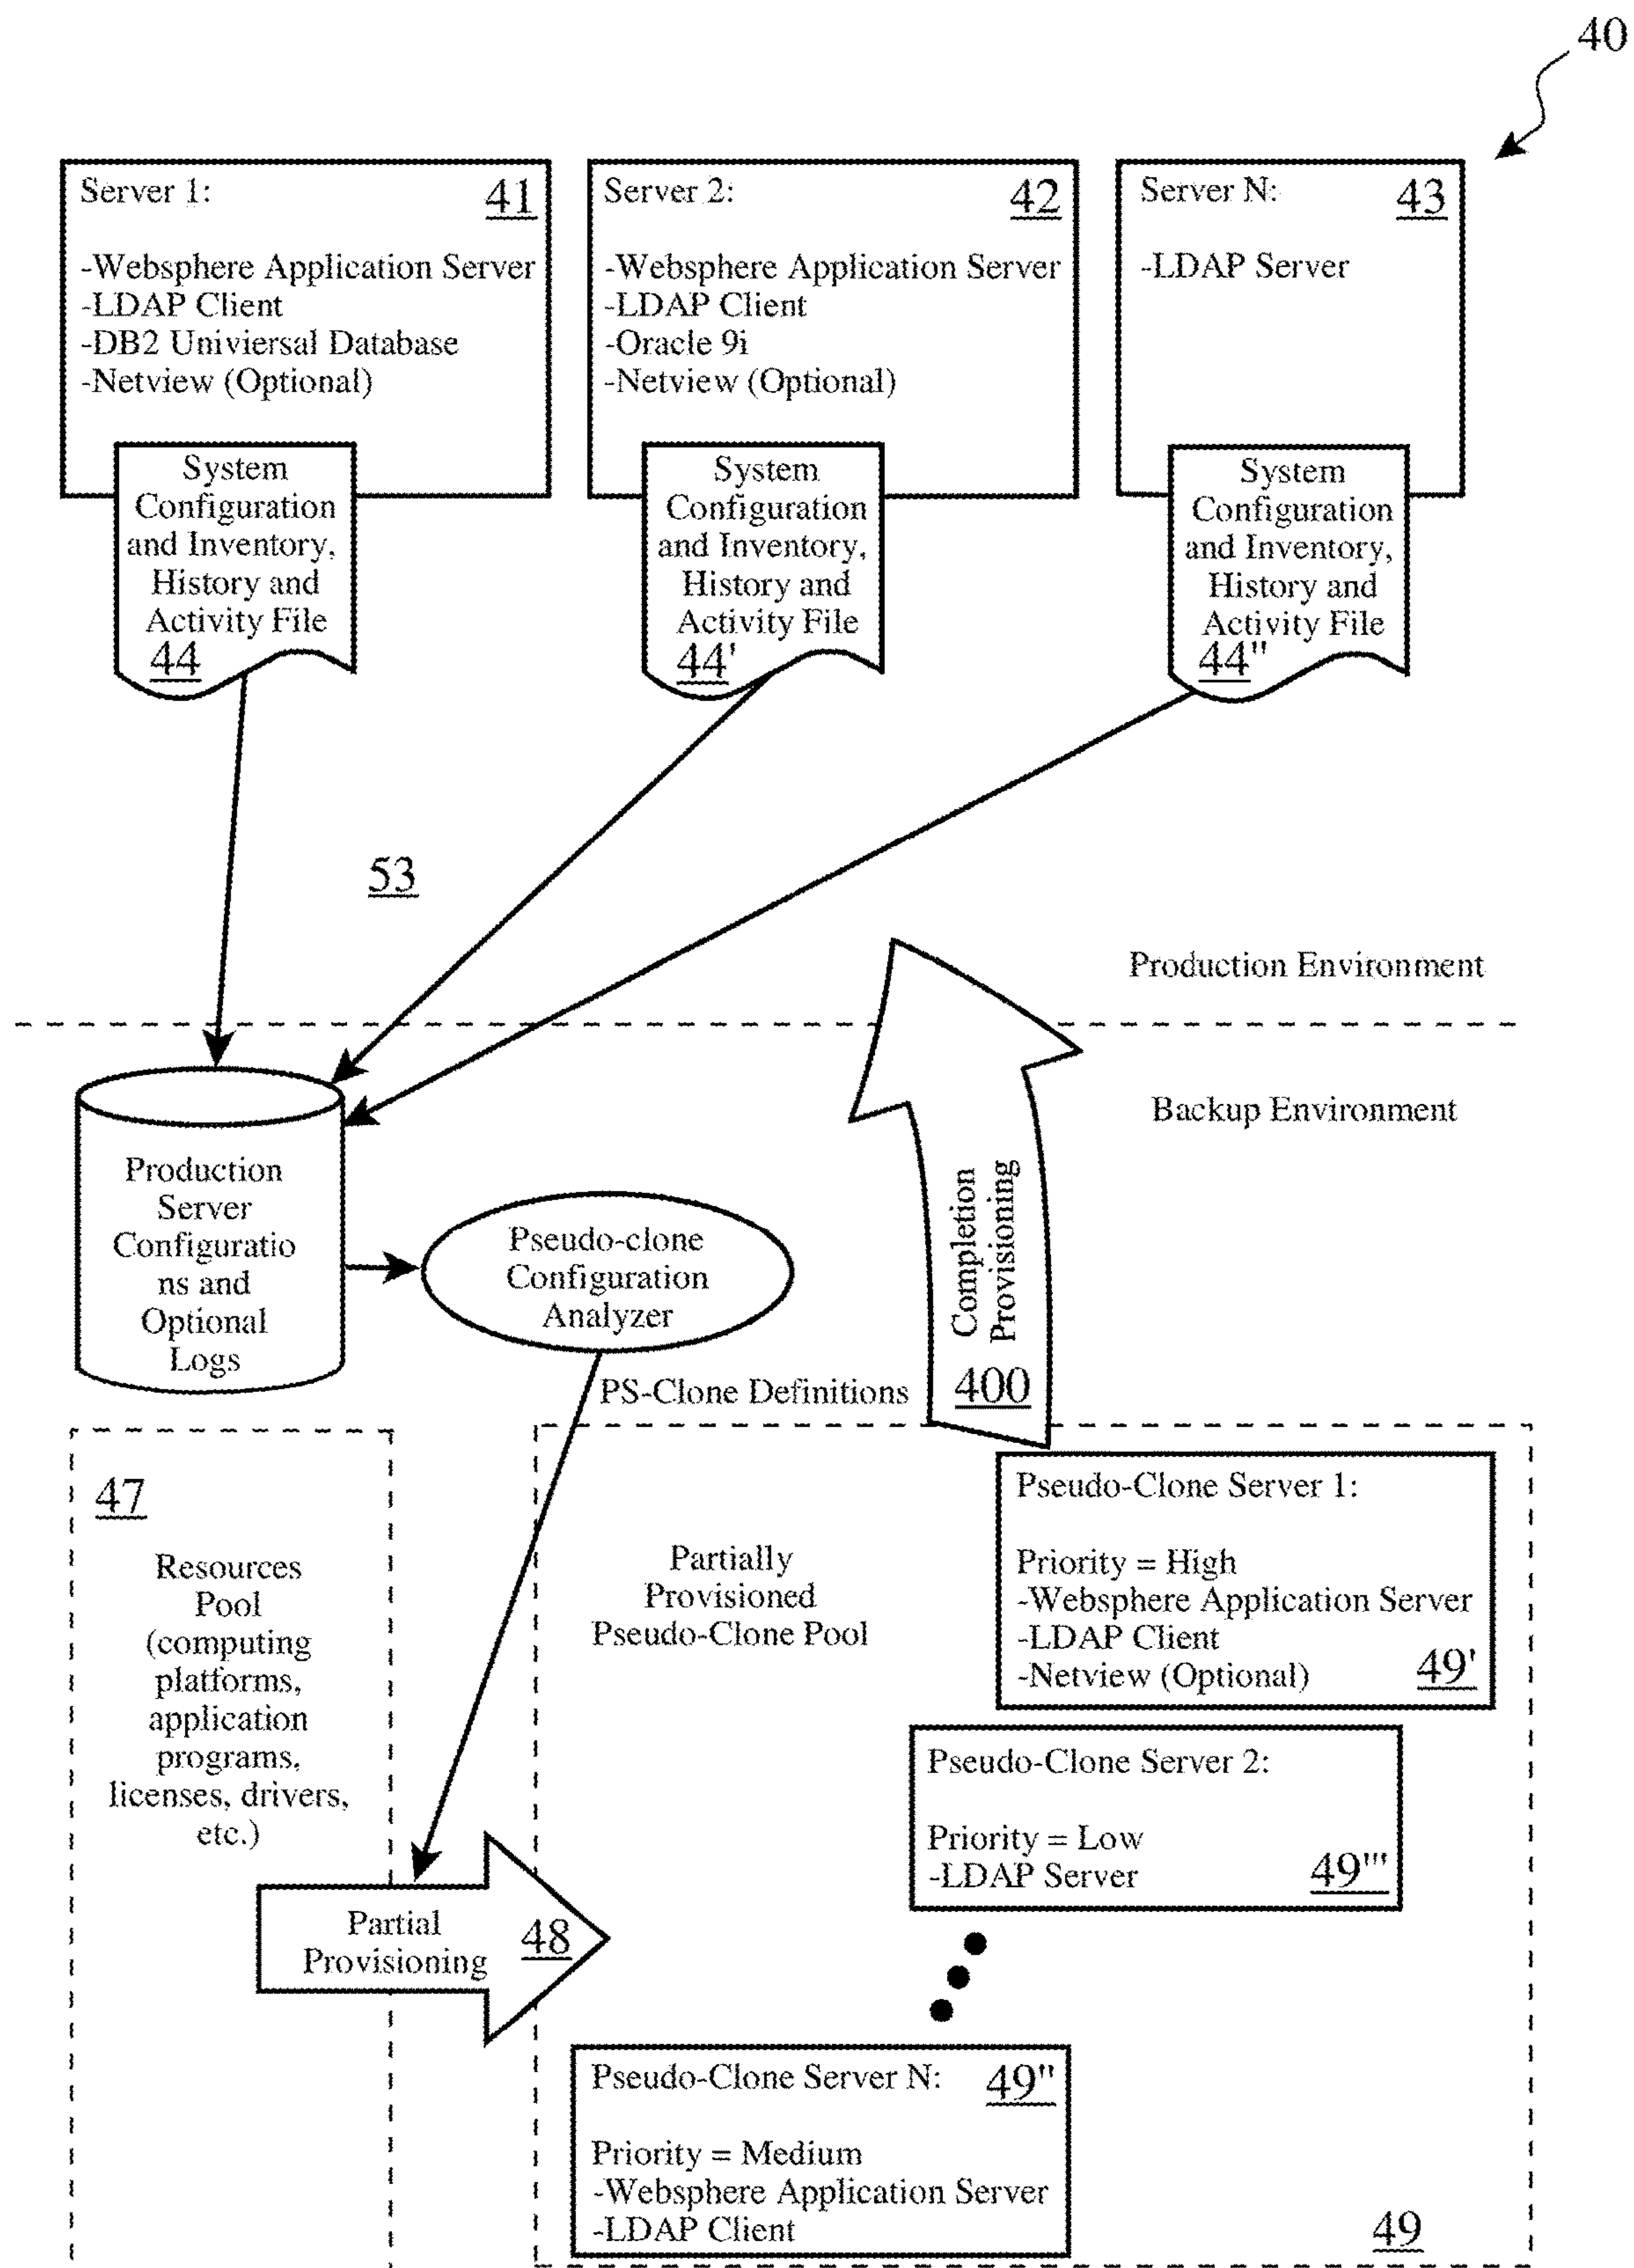 40
Server 1:
41
-Websphere Application Server
-LDAP Client
-DB2 Univiersal Database
-Netview (Optional)
System
Configuration
and Inventory,
History and
Activity File
44
Server 2:
42
-Websphere Application Server
-LDAP Client
-Oracle 9i
-Netview (Optional)
System
Configuration
and Inventory,
History and
Activity File
44'
Server N:
43
-LDAP Server
System
Configuration
and Inventory,
History and
Activity File
44"
53
Production Environment
Backup Environment
Production
Server
Configuratio
ns and
Optional
Logs
Pseudo-clone
Configuration
Analyzer
Completion
Provisioning
400
PS-Clone Definitions
47
Resources
Pool
(computing
platforms,
application
programs,
licenses, drivers,
etc.)
Partial
Provisioning
48
Partially
Provisioned
Pseudo-Clone Pool
Pseudo-Clone Server 1:
Priority = High
-Websphere Application Server
-LDAP Client
-Netview (Optional)
49'
Pseudo-Clone Server 2:
Priority = Low
-LDAP Server
49'''
Pseudo-Clone Server N:
49"
Priority = Medium
-Websphere Application Server
-LDAP Client
49